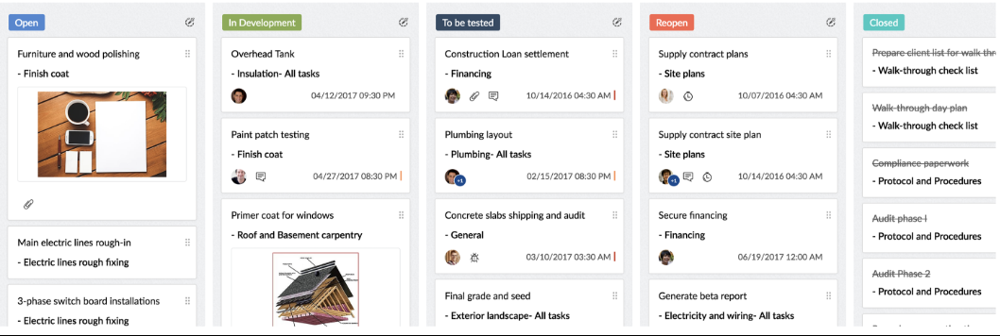 Open
Furniture and wood polishing
- Finish coat
Main electric lines rough-in
- Electric lines rough fixing
3-phase switch board installations
- Electric lines rough fixing
In Development
Overhead Tank
- Insulation- All tasks
04/12/2017 09:30 PM
Paint patch testing
- Finish coat
04/27/2017 08:30 PM
Primer coat for windows
- Roof and Basement carpentry
To be tested
Construction Loan settlement
- Financing
10/14/2016 04:30 AM
Plumbing layout
- Plumbing- All tasks
+1
02/15/2017 08:30 PM
Concrete slabs shipping and audit
- General
03/10/2017 03:30 AM
Final grade and seed
- Exterior landscape- All tasks
Reopen
Supply contract plans
- Site plans
10/07/2016 04:30 AM
Supply contract site plan
- Site plans
+1
10/14/2016 04:30 AM
Secure financing
- Financing
06/19/2017 12:00 AM
Generate beta report
- Electricity and wiring- All tasks
Closed
Prepare client list for walk thr
- Walk-through check list
Walk-through day plan
- Walk-through check list
Compliance paperwork
- Protocol and Procedures
Audit phase I
- Protocol and Procedures
Audit Phase 2
- Protocol and Procedures